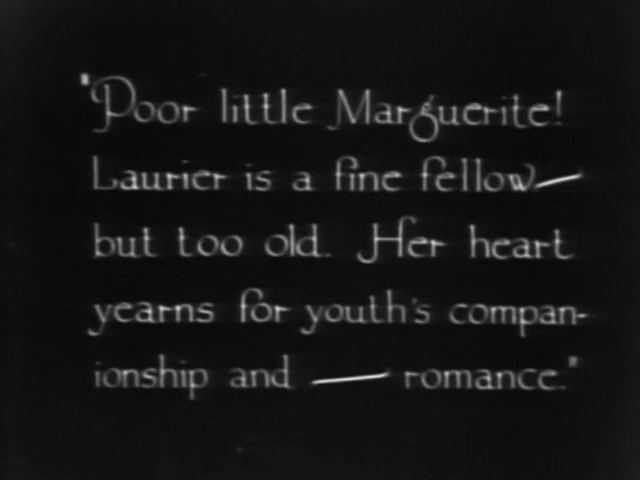 "Poor little Marguerite!
Laurier is a fine fellow—
but too old. Her heart
yearns for youth's compan-
ionship and — romance."